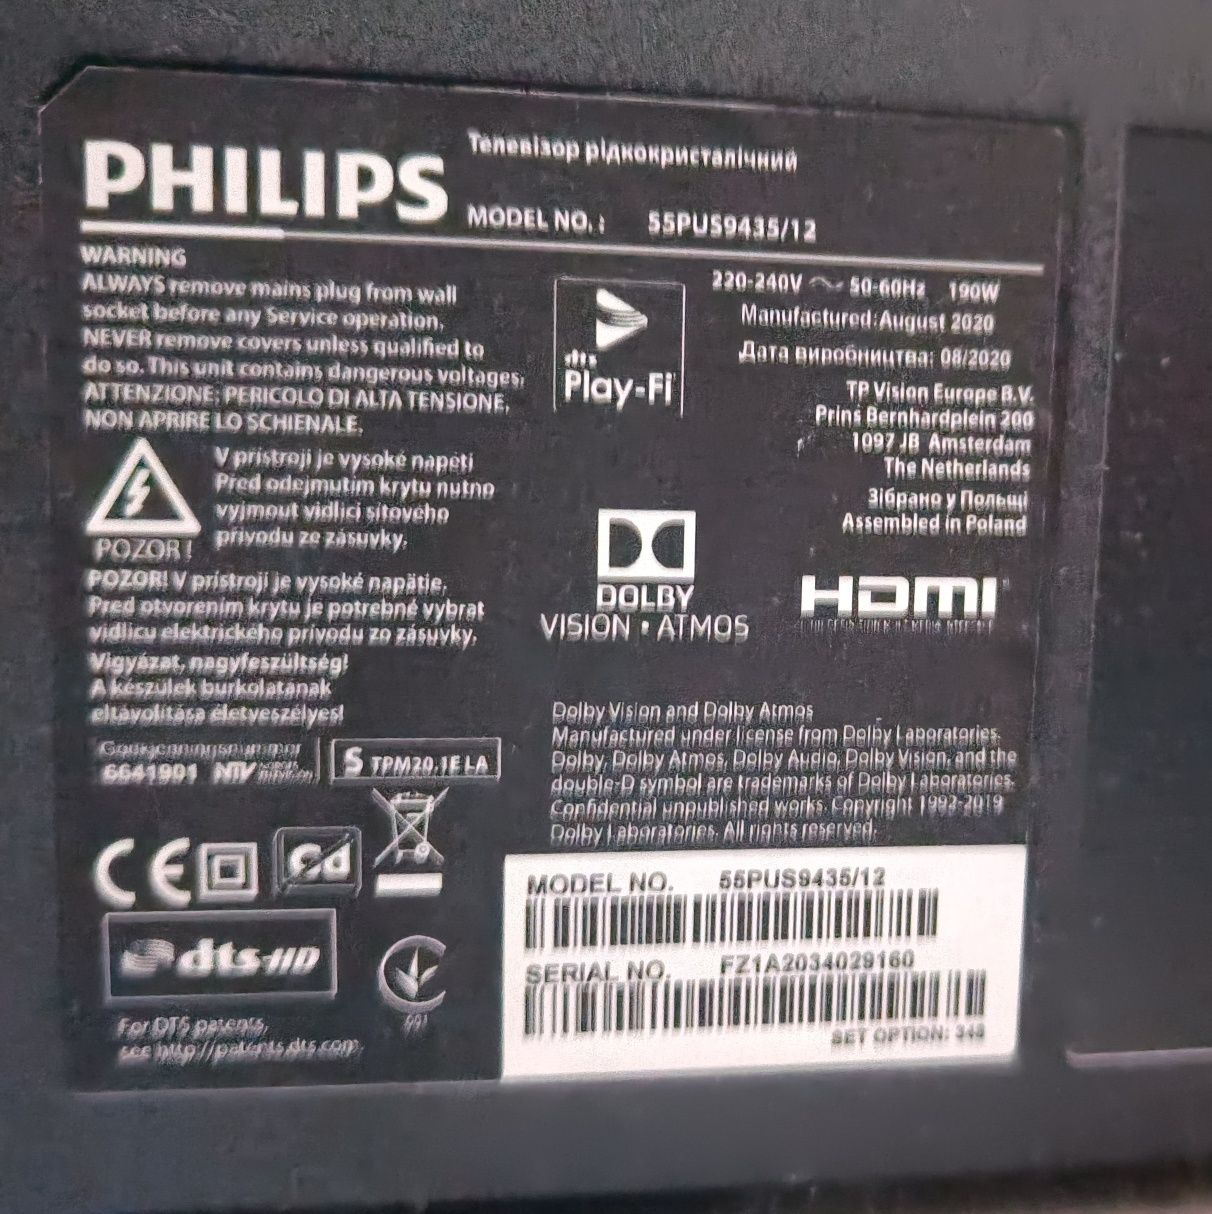 PHILIPS
Телевізор рідкокристалічний
MODEL NO. : 55PUS9435/12
WARNING
ALWAYS remove mains plug from wall
socket before any Service operation,
NEVER remove covers unless qualified to
do so. This unit contains dangerous voltages.
ATTENZIONE: PERICOLO DI ALTA TENSIONE,
NON APRIRE LO SCHIENALE.
V přístroji je vysoké napětí
Před odejmutím krytu nutno
vyjmout vidlici síťového
přívodu ze zásuvky.
POZOR!
POZOR! V prístroji je vysoké napätie.
Pred otvorením krytu je potrebné vybrat
vidlicu elektrického prívodu zo zásuvky.
Vigyázat, nagyfeszültség!
A készülék burkolatának
eltávolítása életveszélyes!
6641901 NTV
S TPM20.1E LA
CE
Cd
dts-HD
For DTS patents,
see http://patents.dts.com.
dts
Play-Fi
220-240V ~ 50-60Hz 190W
Manufactured: August 2020
Дата виробництва: 08/2020
TP Vision Europe B.V.
Prins Bernhardplein 200
1097 JB Amsterdam
The Netherlands
Зібрано у Польщі
Assembled in Poland
DOLBY
VISION • ATMOS
HDMI
Dolby Vision and Dolby Atmos
Manufactured under license from Dolby Laboratories.
Dolby, Dolby Atmos, Dolby Audio, Dolby Vision, and the
double-D symbol are trademarks of Dolby Laboratories.
Confidential unpublished works. Copyright 1992-2019
Dolby Laboratories. All rights reserved.
MODEL NO. 55PUS9435/12
SERIAL NO. FZ1A2034029160
SET OPTION: